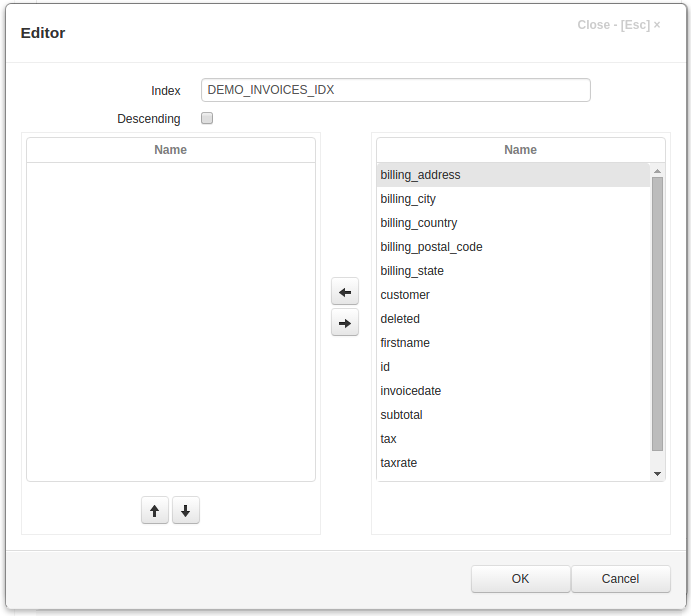 Editor
Close - [Esc] ×
Index
DEMO_INVOICES_IDX
Descending
Name
Name
billing_address
billing_city
billing_country
billing_postal_code
billing_state
customer
deleted
firstname
id
invoicedate
subtotal
tax
taxrate
OK
Cancel